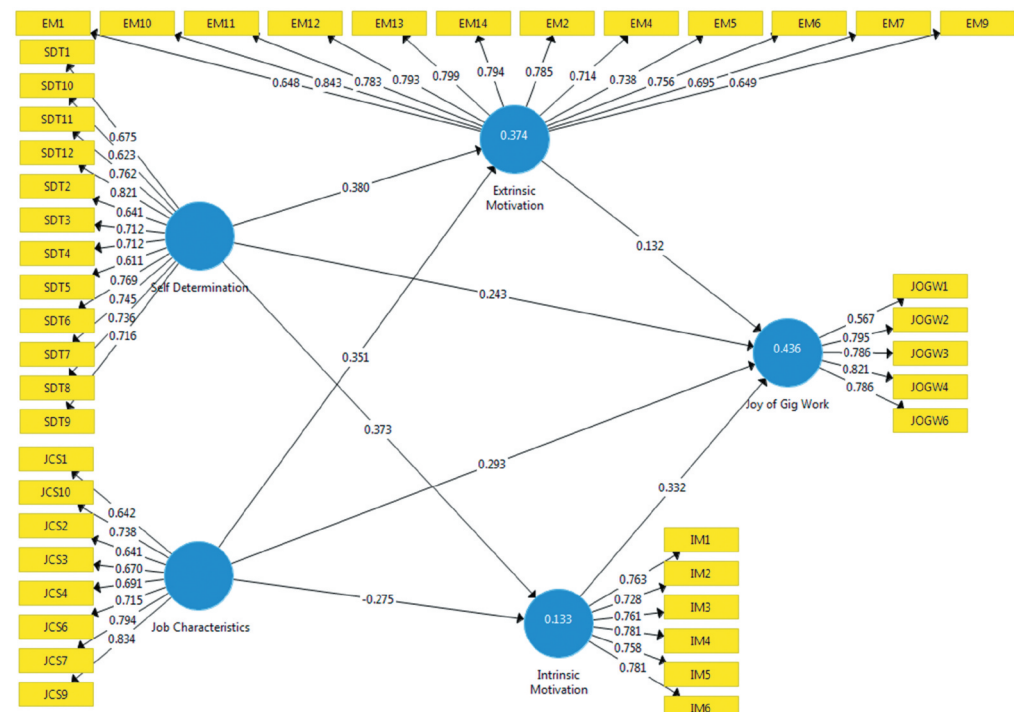 EM1 EM10 EM11 EM12 EM13 EM14 EM2 EM4 EM5 EM6 EM7 EM9
0.648 0.843 0.783 0.793 0.799 0.794 0.785 0.714 0.738 0.756 0.695 0.649
0.374
Extrinsic
Motivation
SDT1
SDT10
SDT11
SDT12
SDT2
SDT3
SDT4
SDT5
SDT6
SDT7
SDT8
SDT9
0.675
0.623
0.762
0.821
0.641
0.712
0.712
0.611
0.769
0.745
0.736
0.716
Self Determination
0.380
0.132
0.243
0.351
0.373
0.293
0.332
-0.275
0.436
Joy of Gig Work
0.567
0.795
0.786
0.821
0.786
JOGW1
JOGW2
JOGW3
JOGW4
JOGW6
JCS1
JCS10
JCS2
JCS3
JCS4
JCS6
JCS7
JCS9
0.642
0.738
0.641
0.670
0.691
0.715
0.794
0.834
Job Characteristics
0.133
Intrinsic
Motivation
0.763
0.728
0.761
0.781
0.758
0.781
IM1
IM2
IM3
IM4
IM5
IM6